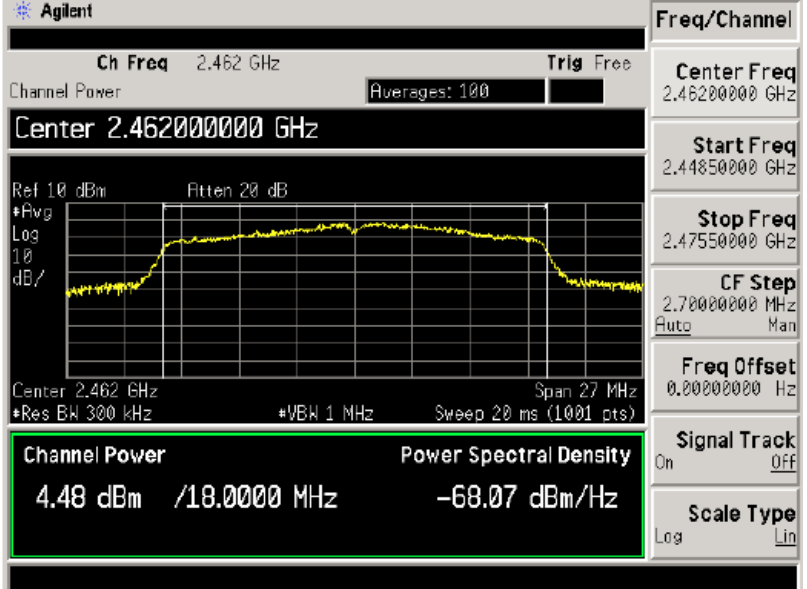 Agilent
Freq/Channel
Ch Freq 2.462 GHz Trig Free
Channel Power Averages: 100
Center 2.462000000 GHz
Ref 10 dBm Atten 20 dB
#Avg
Log
10
dB/
Center 2.462 GHz Span 27 MHz
#Res BW 300 kHz #VBW 1 MHz Sweep 20 ms (1001 pts)
Channel Power Power Spectral Density
4.48 dBm /18.0000 MHz -68.07 dBm/Hz
Center Freq
2.46200000 GHz
Start Freq
2.44850000 GHz
Stop Freq
2.47550000 GHz
CF Step
2.70000000 MHz
Auto Man
Freq Offset
0.00000000 Hz
Signal Track
On Off
Scale Type
Log Lin